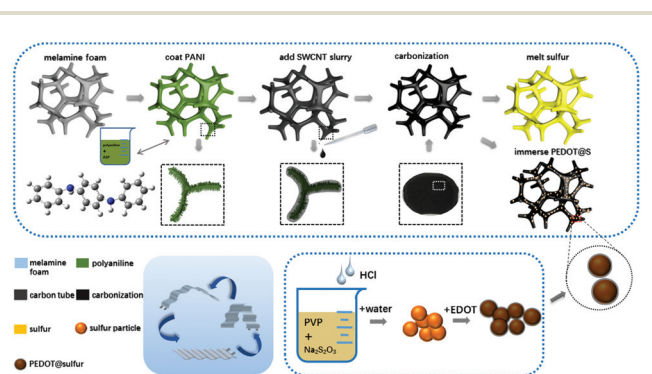 melamine foam
coat PANI
add SWCNT slurry
carbonization
melt sulfur
polyaniline
+
PVP
immerse PEDOT@S
melamine
foam
polyaniline
carbon tube
carbonization
sulfur
sulfur particle
PEDOT@sulfur
HCl
PVP
+
Na₂S₂O₃
+water
+EDOT